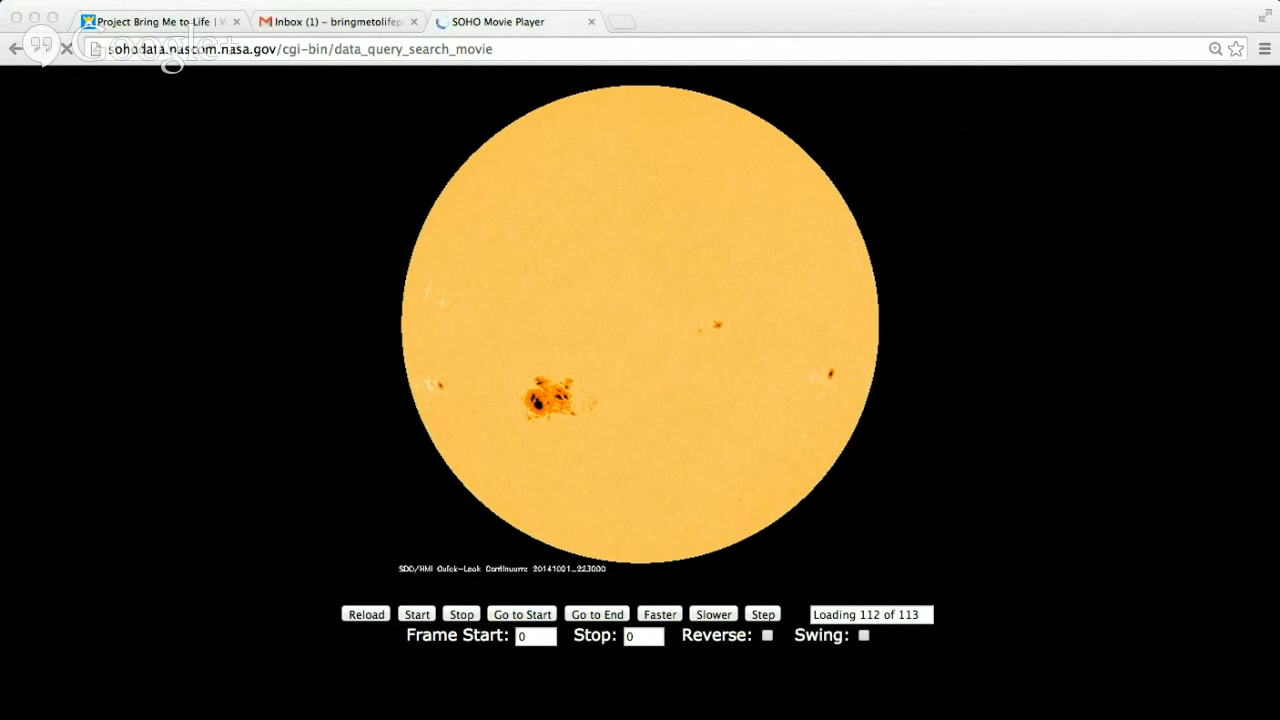 Project Bring Me to Life | W
Inbox (1) – bringmetolifep
SOHO Movie Player
Google+
sohodata.nascom.nasa.gov/cgi-bin/data_query_search_movie
SDO/HMI Quick-Look Continuum: 20141021_223000
Reload Start Stop Go to Start Go to End Faster Slower Step Loading 112 of 113
Frame Start: 0 Stop: 0 Reverse: Swing: